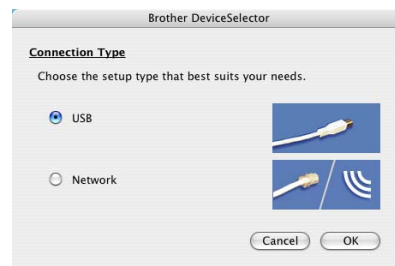 Brother DeviceSelector
Connection Type
Choose the setup type that best suits your needs.
USB
Network
Cancel OK